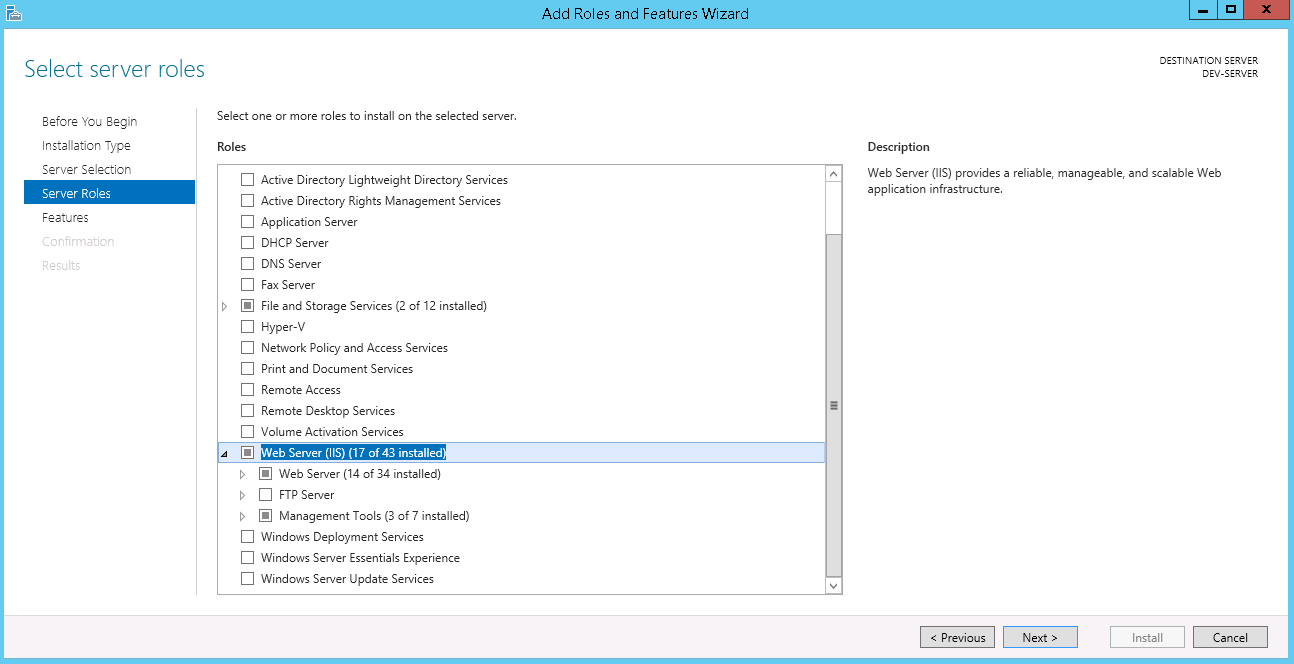 Add Roles and Features Wizard
Select server roles
DESTINATION SERVER
DEV-SERVER
Before You Begin
Installation Type
Server Selection
Server Roles
Features
Confirmation
Results
Select one or more roles to install on the selected server.
Roles
Active Directory Lightweight Directory Services
Active Directory Rights Management Services
Application Server
DHCP Server
DNS Server
Fax Server
File and Storage Services (2 of 12 installed)
Hyper-V
Network Policy and Access Services
Print and Document Services
Remote Access
Remote Desktop Services
Volume Activation Services
Web Server (IIS) (17 of 43 installed)
Web Server (14 of 34 installed)
FTP Server
Management Tools (3 of 7 installed)
Windows Deployment Services
Windows Server Essentials Experience
Windows Server Update Services
Description
Web Server (IIS) provides a reliable, manageable, and scalable Web
application infrastructure.
< Previous
Next >
Install
Cancel